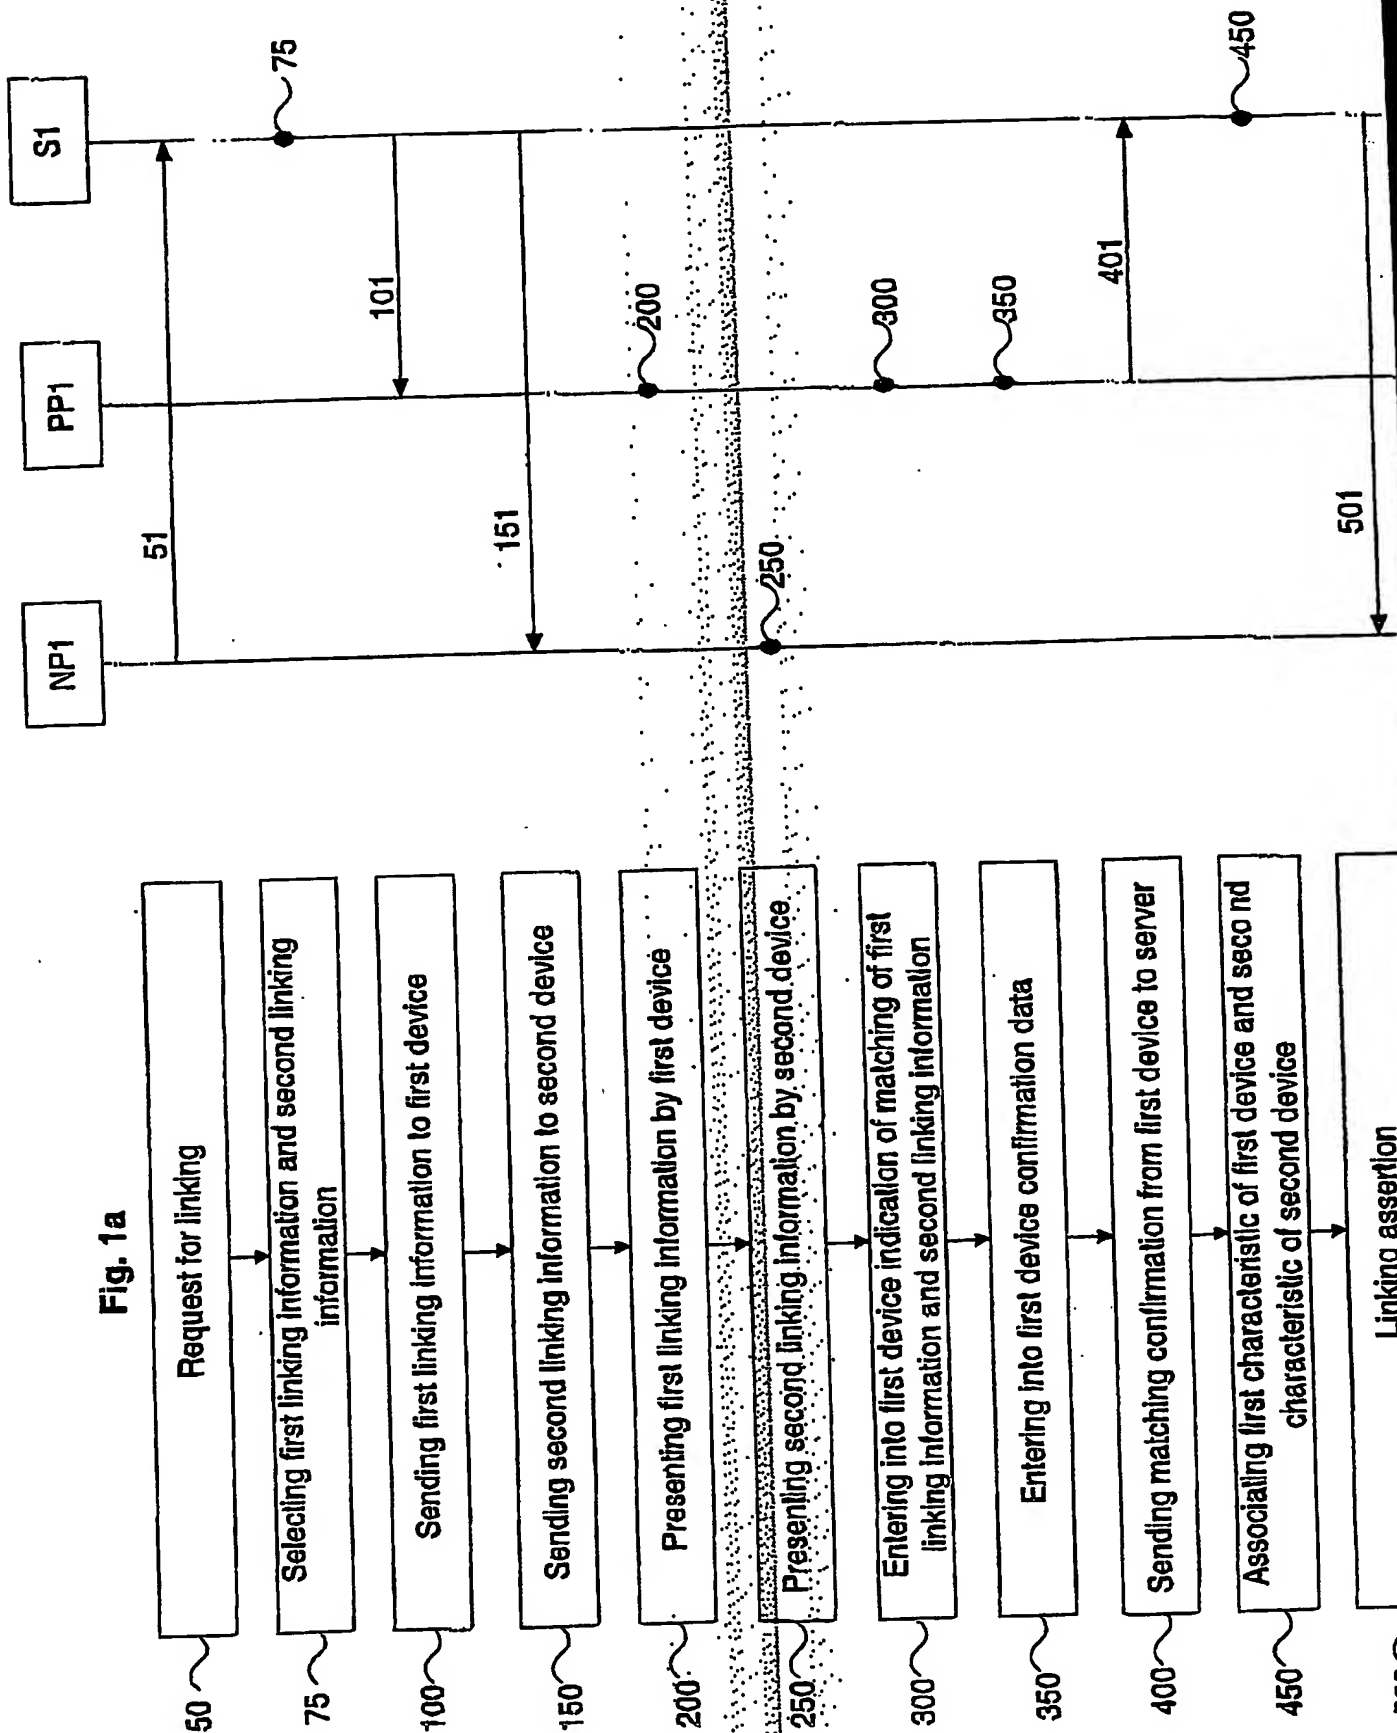 Fig. 1a
50
Request for linking
75
Selecting first linking information and second linking
information
100
Sending first linking information to first device
150
Sending second linking information to second device
200
Presenting first linking information by first device
250
Presenting second linking information by second device
300
Entering into first device indication of matching of first
linking information and second linking information
350
Entering into first device confirmation data
400
Sending matching confirmation from first device to server
450
Associating first characteristic of first device and second
characteristic of second device
Linking assertion
NP1
PP1
S1
51
75
101
151
200
250
300
350
401
450
501